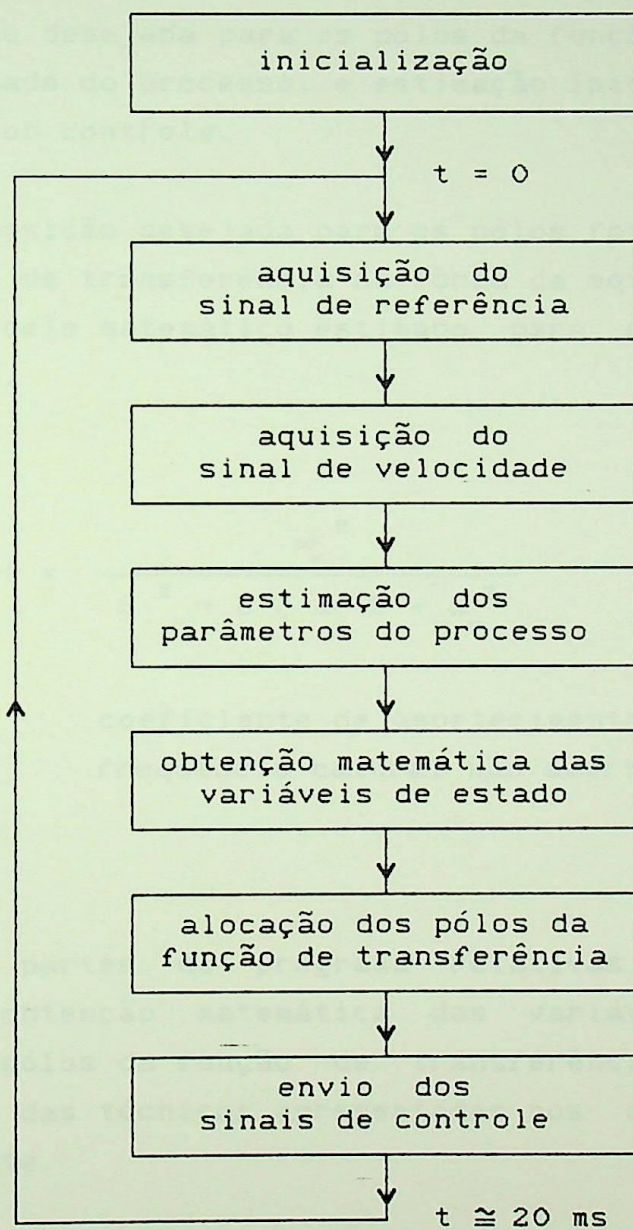 inicialização
t = 0
aquisição do
sinal de referência
aquisição do
sinal de velocidade
estimação dos
parâmetros do processo
obtenção matemática das
variáveis de estado
alocação dos pólos da
função de transferência
envio dos
sinais de controle
t ≅ 20 ms